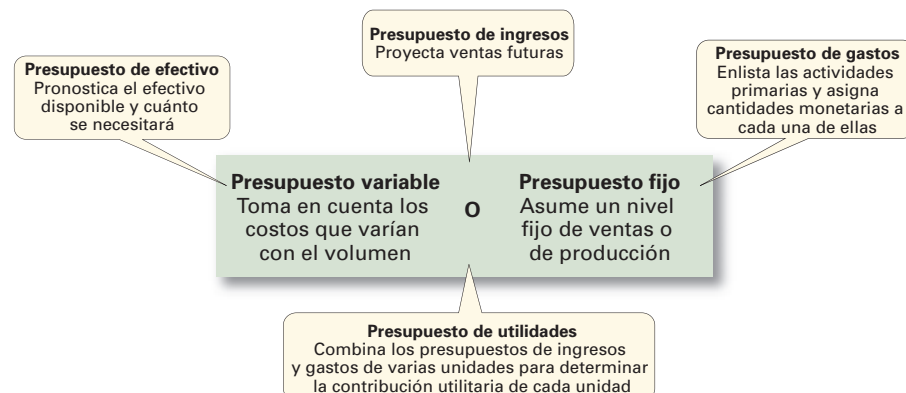 Presupuesto de ingresos
Proyecta ventas futuras
Presupuesto de efectivo
Pronostica el efectivo
disponible y cuánto
se necesitará
Presupuesto de gastos
Enlista las actividades
primarias y asigna
cantidades monetarias a
cada una de ellas
Presupuesto variable
Toma en cuenta los
costos que varían
con el volumen
O
Presupuesto fijo
Asume un nivel
fijo de ventas o
de producción
Presupuesto de utilidades
Combina los presupuestos de ingresos
y gastos de varias unidades para determinar
la contribución utilitaria de cada unidad